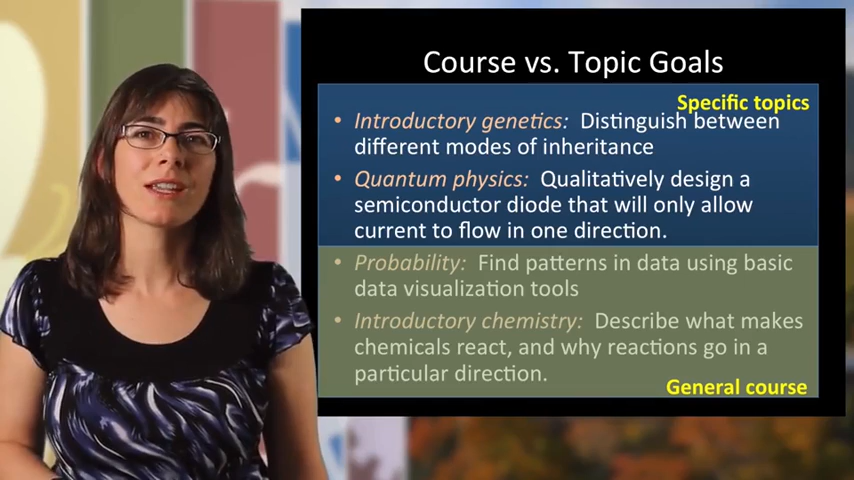 Course vs. Topic Goals
Specific topics
• Introductory genetics: Distinguish between
different modes of inheritance
• Quantum physics: Qualitatively design a
semiconductor diode that will only allow
current to flow in one direction.
• Probability: Find patterns in data using basic
data visualization tools
• Introductory chemistry: Describe what makes
chemicals react, and why reactions go in a
particular direction.
General course